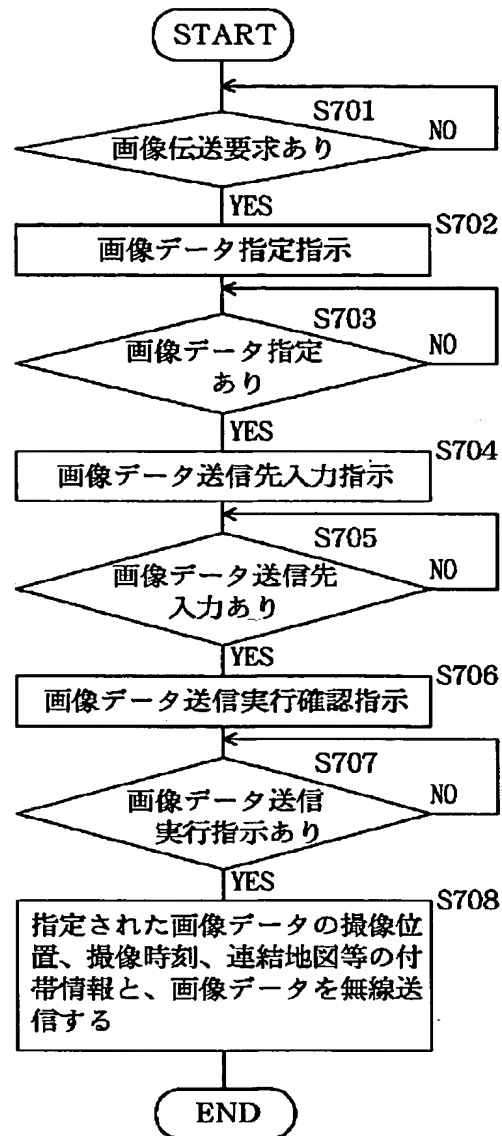 START
S701
画像伝送要求あり
NO
YES
S702
画像データ指定指示
S703
画像データ指定
あり
NO
YES
S704
画像データ送信先入力指示
S705
画像データ送信先
入力あり
NO
YES
S706
画像データ送信実行確認指示
S707
画像データ送信
実行指示あり
NO
YES
S708
指定された画像データの撮像位
置、撮像時刻、連結地図等の付
帯情報と、画像データを無線送
信する
END